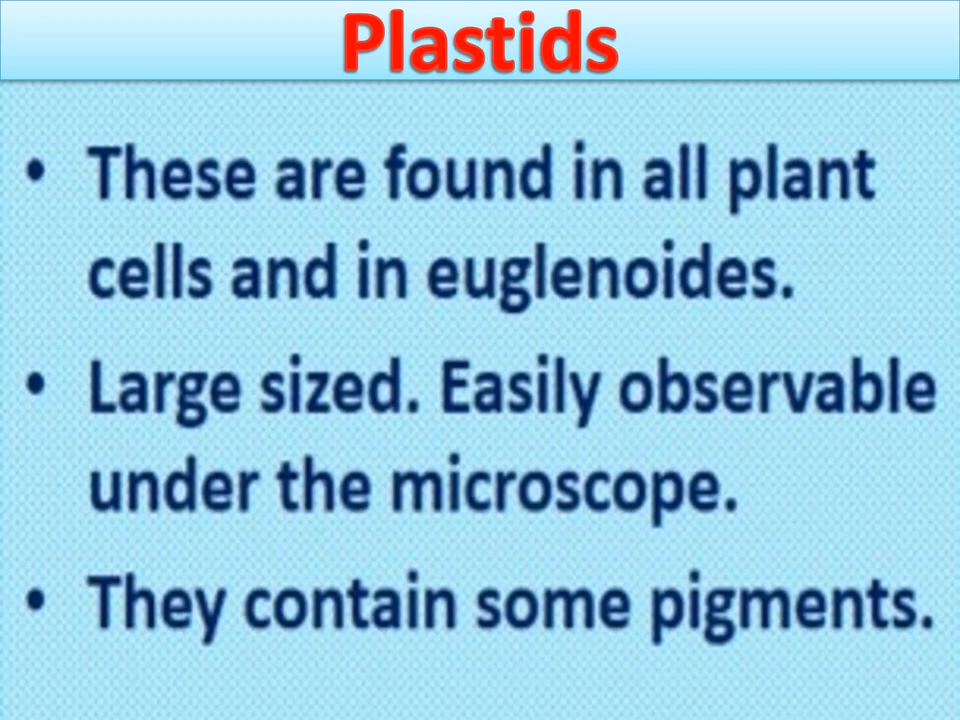 Plastids
• These are found in all plant
cells and in euglenoides.
• Large sized. Easily observable
under the microscope.
• They contain some pigments.